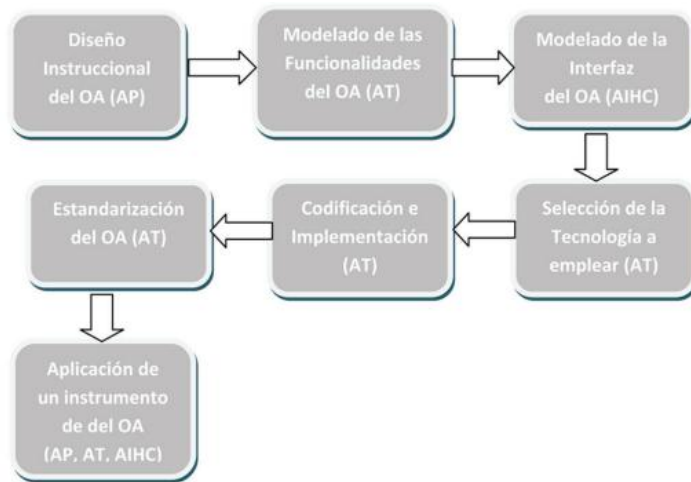 Diseño
Instruccional
del OA (AP)
Modelado de las
Funcionalidades
del OA (AT)
Modelado de la
Interfaz
del OA (AIHC)
Selección de la
Tecnología a
emplear (AT)
Codificación e
Implementación
(AT)
Estandarización
del OA (AT)
Aplicación de
un instrumento
de del OA
(AP, AT, AIHC)